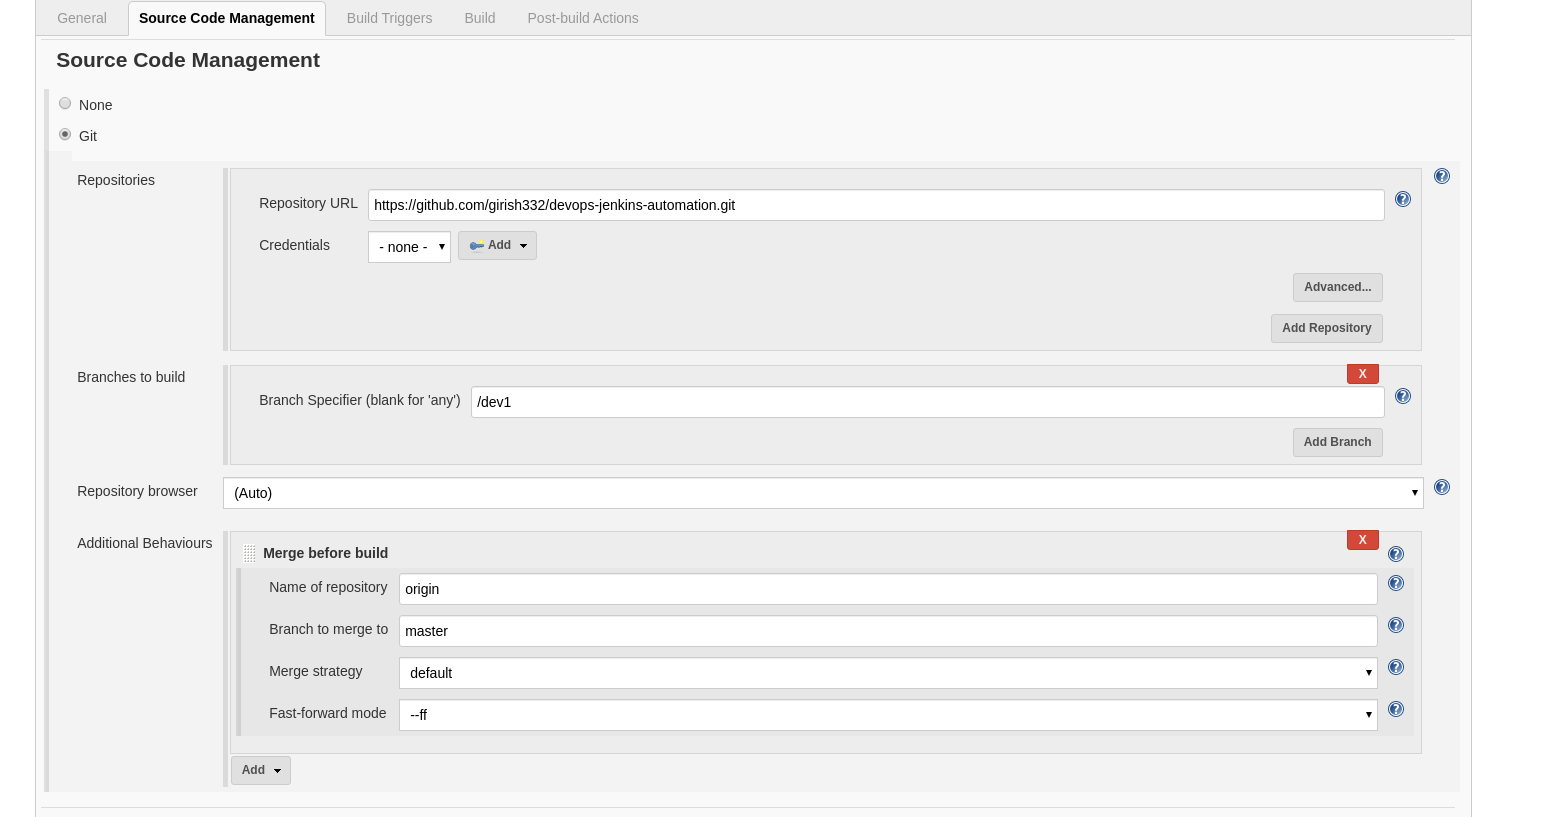 General Source Code Management Build Triggers Build Post-build Actions
Source Code Management
None
Git
Repositories
Repository URL https://github.com/girish332/devops-jenkins-automation.git
Credentials - none - Add
Advanced...
Add Repository
Branches to build
X
Branch Specifier (blank for 'any') /dev1
Add Branch
Repository browser (Auto)
Additional Behaviours
X
Merge before build
Name of repository origin
Branch to merge to master
Merge strategy default
Fast-forward mode --ff
Add